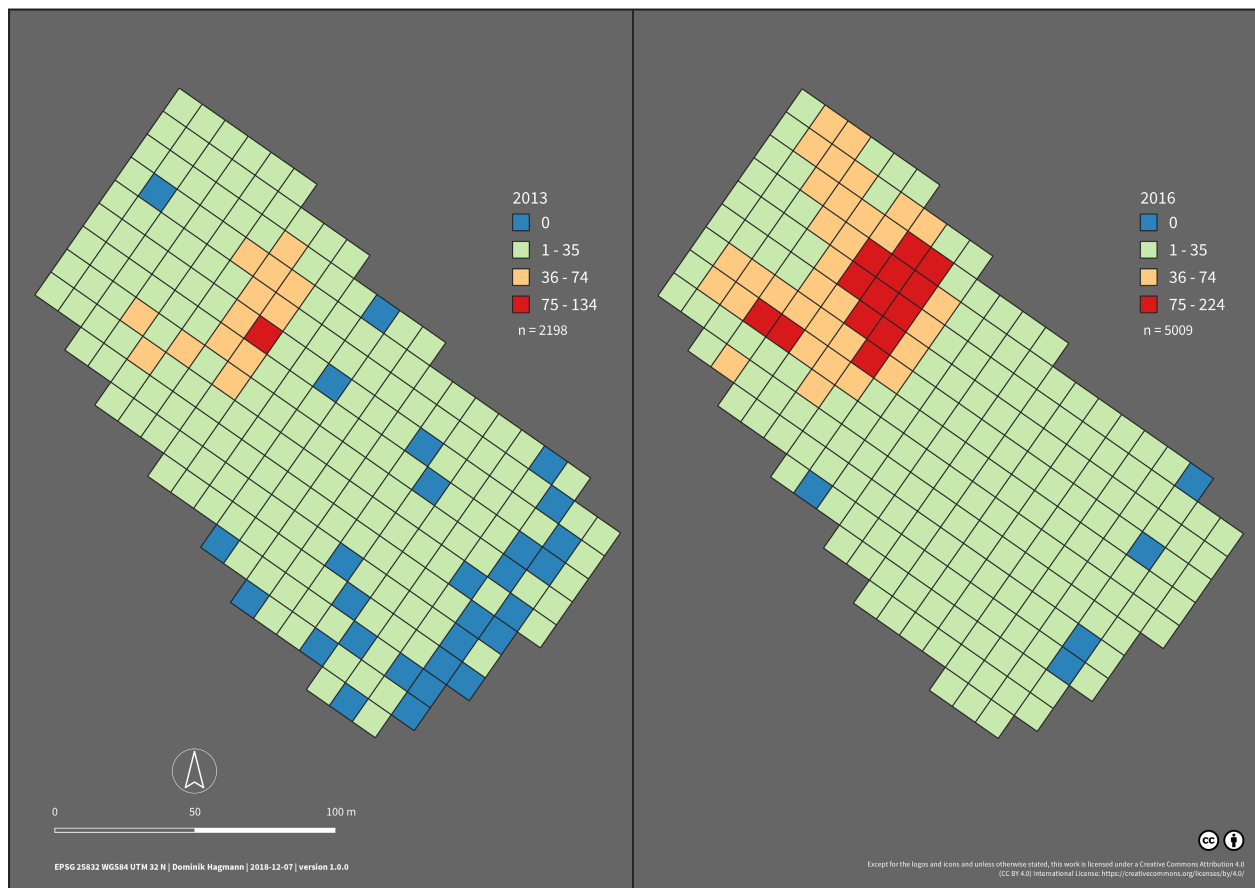 2013
0
1 - 35
36 - 74
75 - 134
n = 2198
2016
0
1 - 35
36 - 74
75 - 224
n = 5009
0 50 100 m
EPSG 25832 WGS84 UTM 32 N | Dominik Hagmann | 2018-12-07 | version 1.0.0
cc
Except for the logos and icons and unless otherwise stated, this work is licensed under a Creative Commons Attribution 4.0
(CC BY 4.0) International License: https://creativecommons.org/licenses/by/4.0/